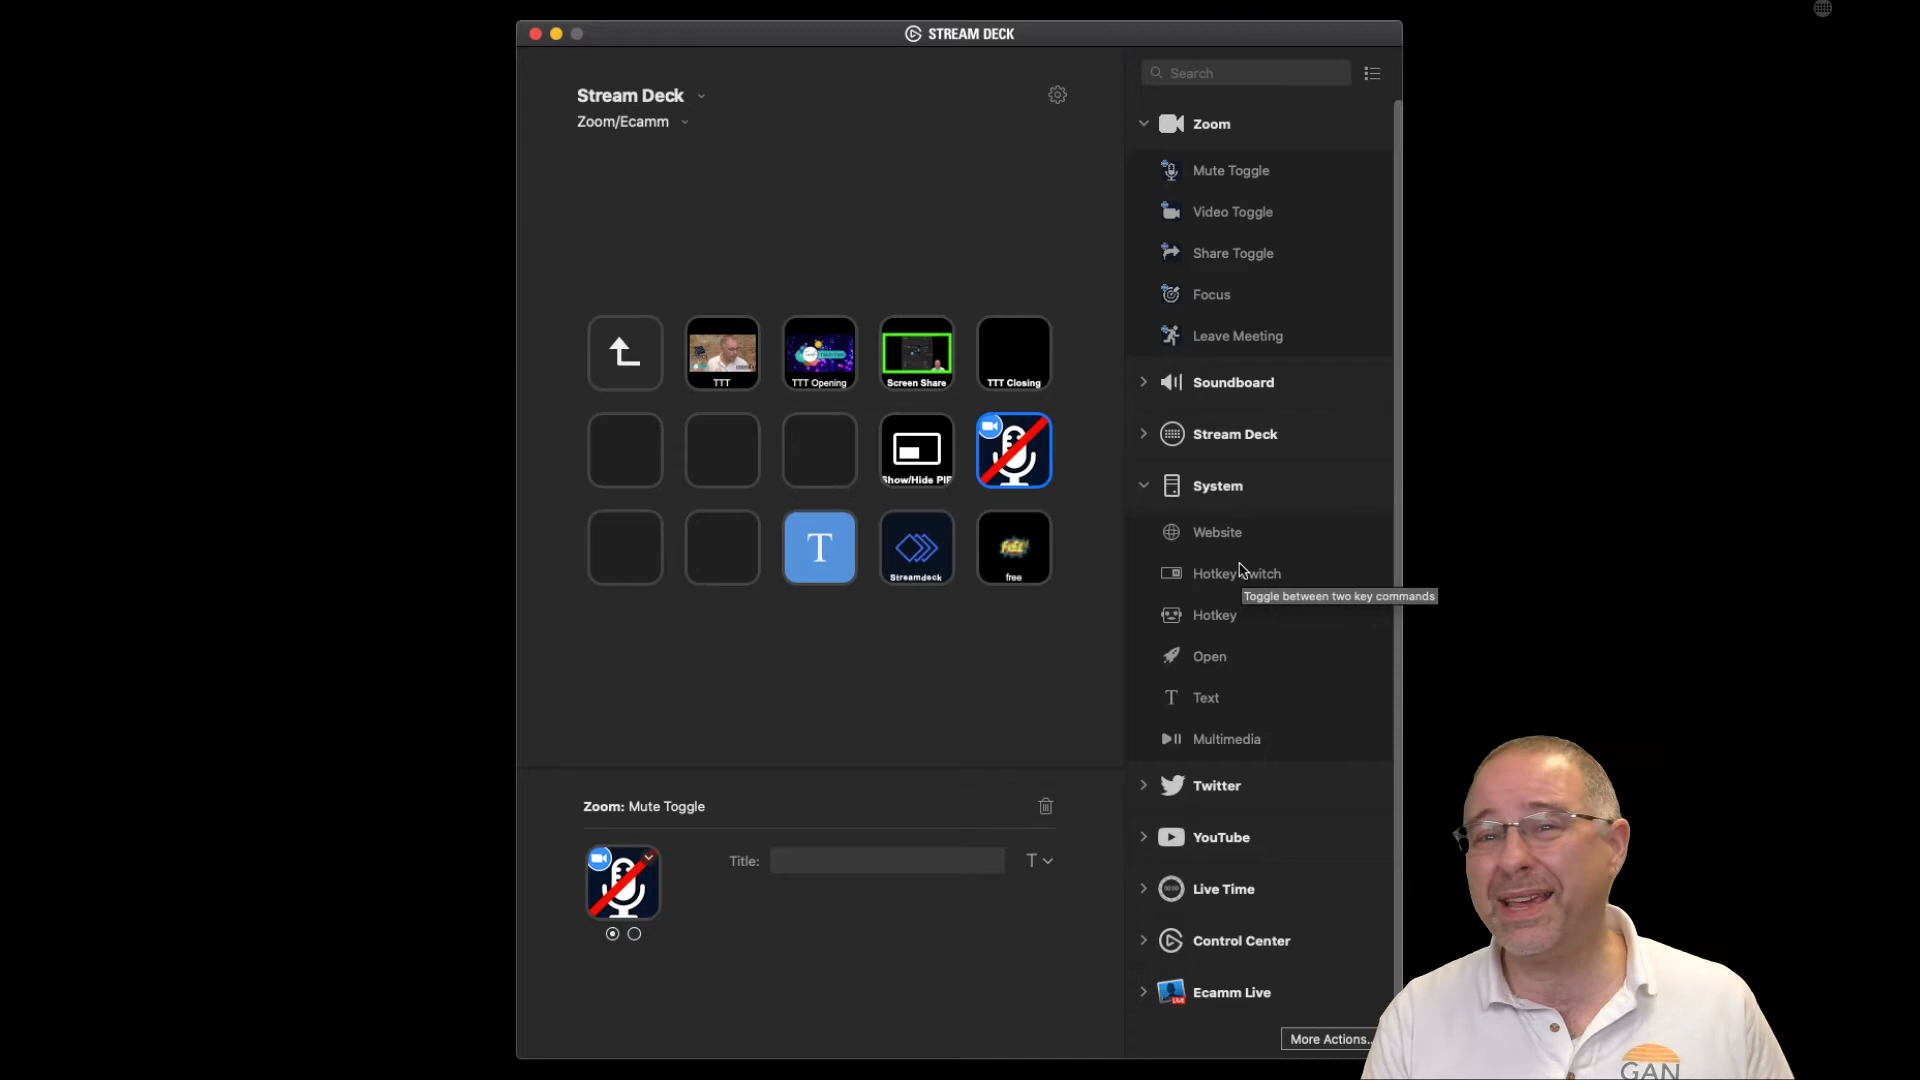 STREAM DECK
Stream Deck
Zoom/Ecamm
Search
Zoom
Mute Toggle
Video Toggle
Share Toggle
Focus
Leave Meeting
Soundboard
Stream Deck
System
Website
Hotkey Switch
Toggle between two key commands
Hotkey
Open
Text
Multimedia
Twitter
YouTube
Live Time
Control Center
Ecamm Live
LIVE
More Actions..
TTT
TTT Opening
Screen Share
TTT Closing
Show/Hide PIP
T
Streamdeck
free
Zoom: Mute Toggle
Title:
T
GAN